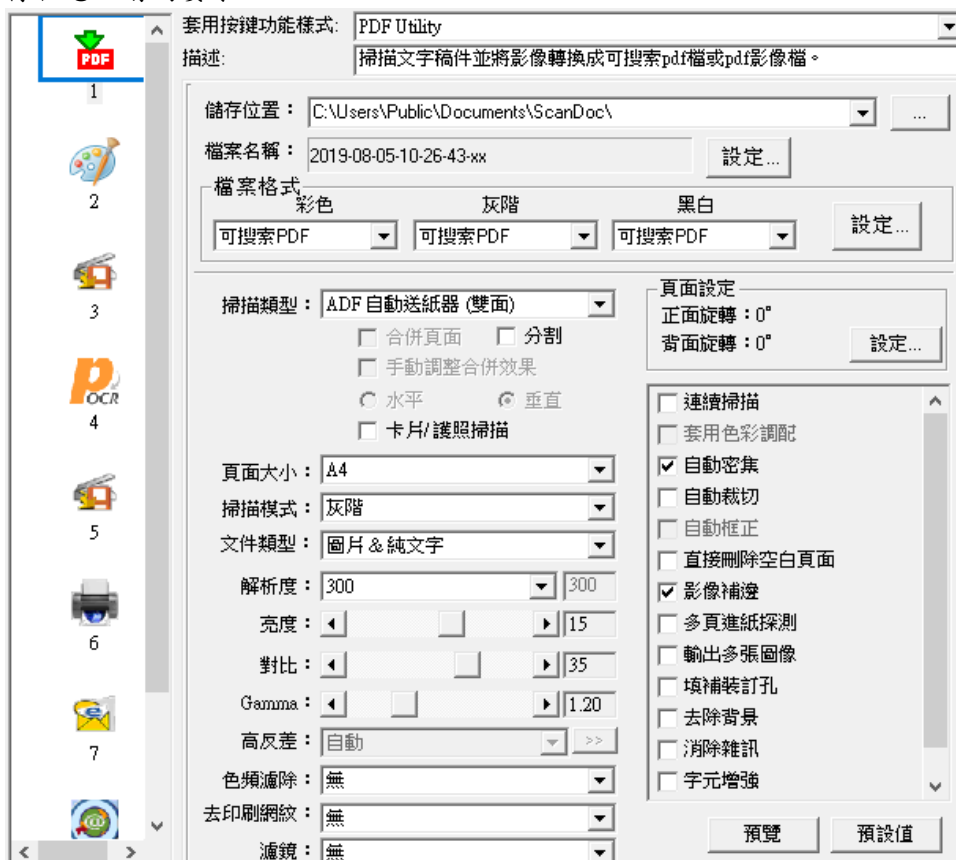 套用按鍵功能樣式: PDF Utility
描述: 掃描文字稿件並將影像轉換成可搜索pdf檔或pdf影像檔。
PDF
1
2
3
OCR
4
5
6
7
儲存位置： C:\Users\Public\Documents\ScanDoc\ ...
檔案名稱： 2019-08-05-10-26-43-xx 設定...
檔案格式
彩色 灰階 黑白
可搜索PDF 可搜索PDF 可搜索PDF 設定...
掃描類型： ADF 自動送紙器 (雙面)
合併頁面 分割
手動調整合併效果
水平 垂直
卡片/護照掃描
頁面大小： A4
掃描模式： 灰階
文件類型： 圖片＆純文字
解析度： 300 300
亮度： 15
對比： 35
Gamma： 1.20
高反差： 自動 >>
色頻濾除： 無
去印刷網紋： 無
濾鏡： 無
頁面設定
正面旋轉：0°
背面旋轉：0° 設定...
連續掃描
套用色彩調配
自動密集
自動裁切
自動框正
直接刪除空白頁面
影像補邊
多頁進紙探測
輸出多張圖像
填補裝訂孔
去除背景
消除雜訊
字元增強
預覽 預設值